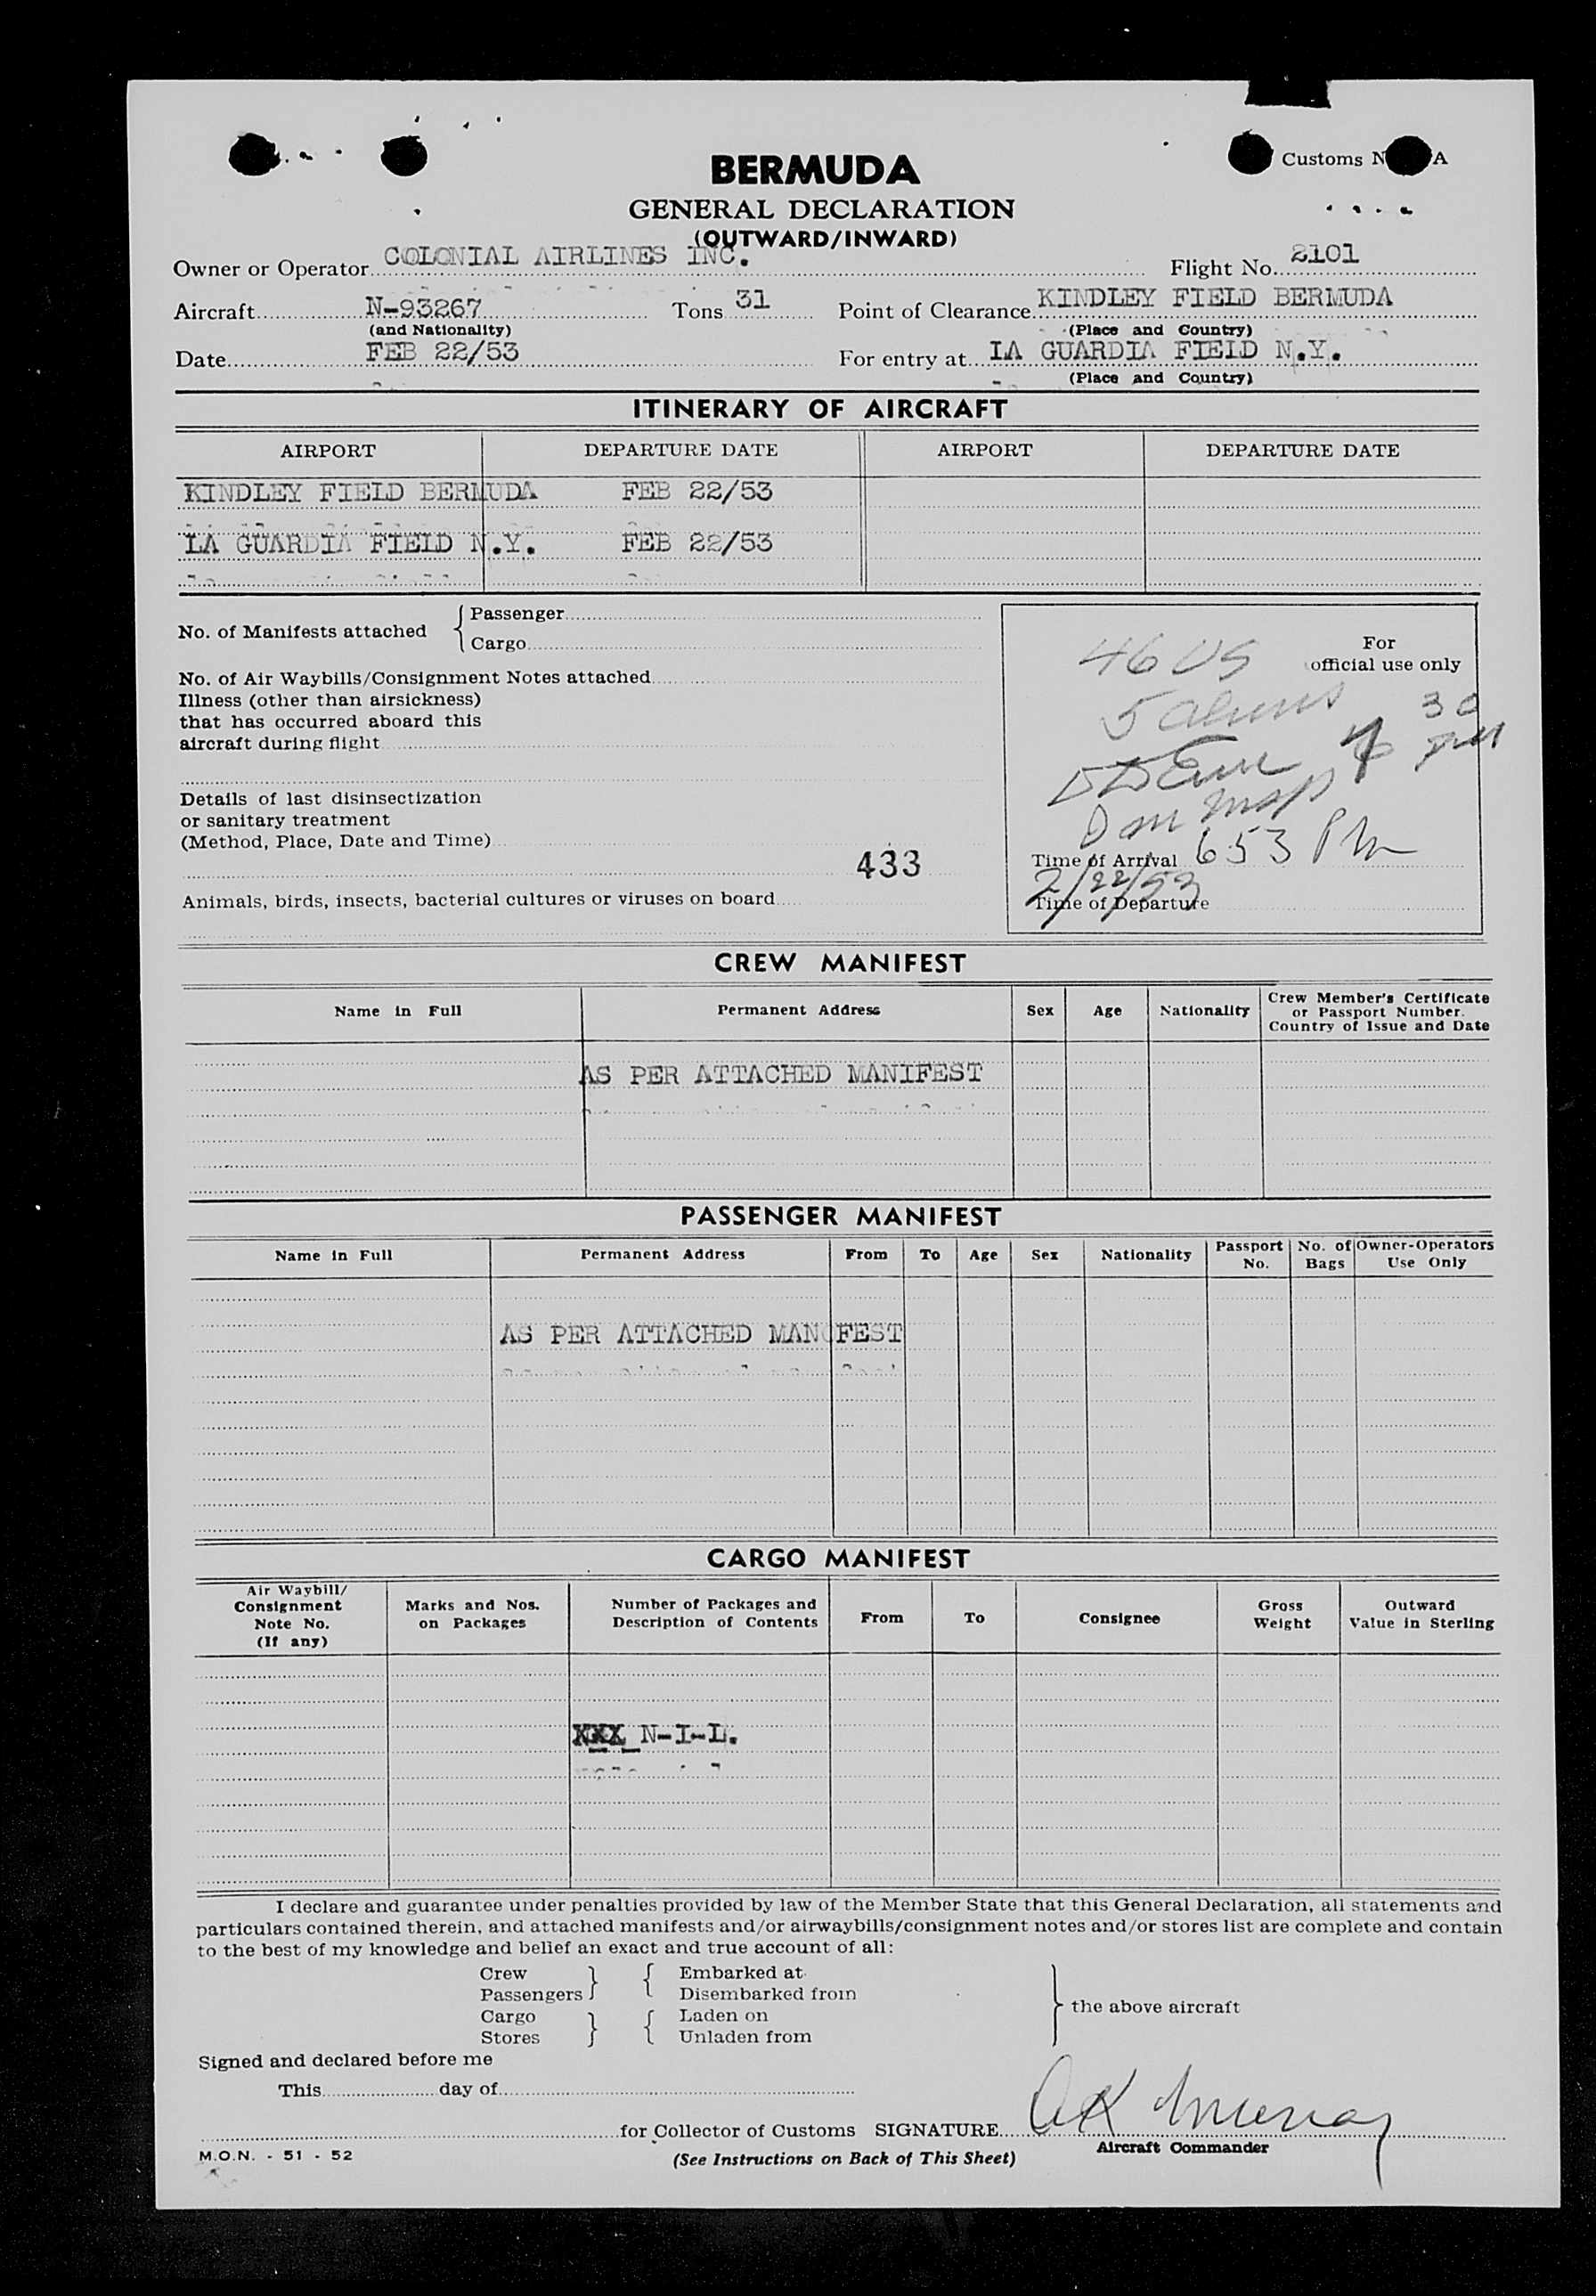 Customs N A
BERMUDA
GENERAL DECLARATION
(OUTWARD/INWARD)
Owner or Operator COLONIAL AIRLINES INC. Flight No. 2101
Aircraft N-93267 Tons 31 Point of Clearance KINDLEY FIELD BERMUDA
(and Nationality) (Place and Country)
Date FEB 22/53 For entry at LA GUARDIA FIELD N.Y.
(Place and Country)
ITINERARY OF AIRCRAFT
AIRPORT DEPARTURE DATE AIRPORT DEPARTURE DATE
KINDLEY FIELD BERMUDA FEB 22/53
LA GUARDIA FIELD N.Y. FEB 22/53
No. of Manifests attached { Passenger
Cargo
No. of Air Waybills/Consignment Notes attached
Illness (other than airsickness)
that has occurred aboard this
aircraft during flight
Details of last disinsectization
or sanitary treatment
(Method, Place, Date and Time)
433
Animals, birds, insects, bacterial cultures or viruses on board
For
official use only
46 US
5 aliens
30
Time of Arrival 653 PM
2/22/53
Time of Departure
CREW MANIFEST
Name in Full Permanent Address Sex Age Nationality Crew Member's Certificate or Passport Number. Country of Issue and Date
AS PER ATTACHED MANIFEST
PASSENGER MANIFEST
Name in Full Permanent Address From To Age Sex Nationality Passport No. No. of Bags Owner-Operators Use Only
AS PER ATTACHED MAN FEST
CARGO MANIFEST
Air Waybill/ Consignment Note No. (If any) Marks and Nos. on Packages Number of Packages and Description of Contents From To Consignee Gross Weight Outward Value in Sterling
XXX N-I-L.
I declare and guarantee under penalties provided by law of the Member State that this General Declaration, all statements and
particulars contained therein, and attached manifests and/or airwaybills/consignment notes and/or stores list are complete and contain
to the best of my knowledge and belief an exact and true account of all:
Crew } { Embarked at
Passengers Disembarked from
Cargo } { Laden on
Stores Unladen from
} the above aircraft
Signed and declared before me
This day of
for Collector of Customs SIGNATURE
Aircraft Commander
M.O.N. - 51 - 52
(See Instructions on Back of This Sheet)